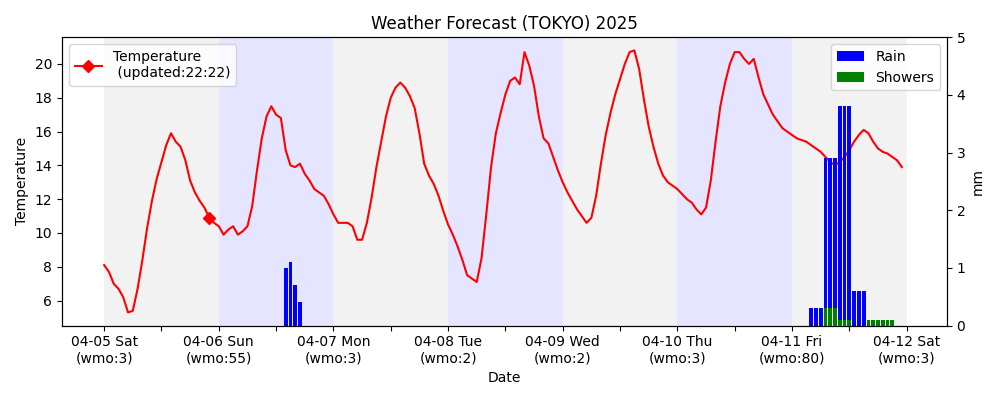 Weather Forecast (TOKYO) 2025
Temperature
(updated:22:22)
Rain
Showers
Temperature
20
18
16
14
12
10
8
6
5
4
3
2
1
0
mm
04-05 Sat
(wmo:3)
04-06 Sun
(wmo:55)
04-07 Mon
(wmo:3)
04-08 Tue
(wmo:2)
04-09 Wed
(wmo:2)
04-10 Thu
(wmo:3)
04-11 Fri
(wmo:80)
04-12 Sat
(wmo:3)
Date